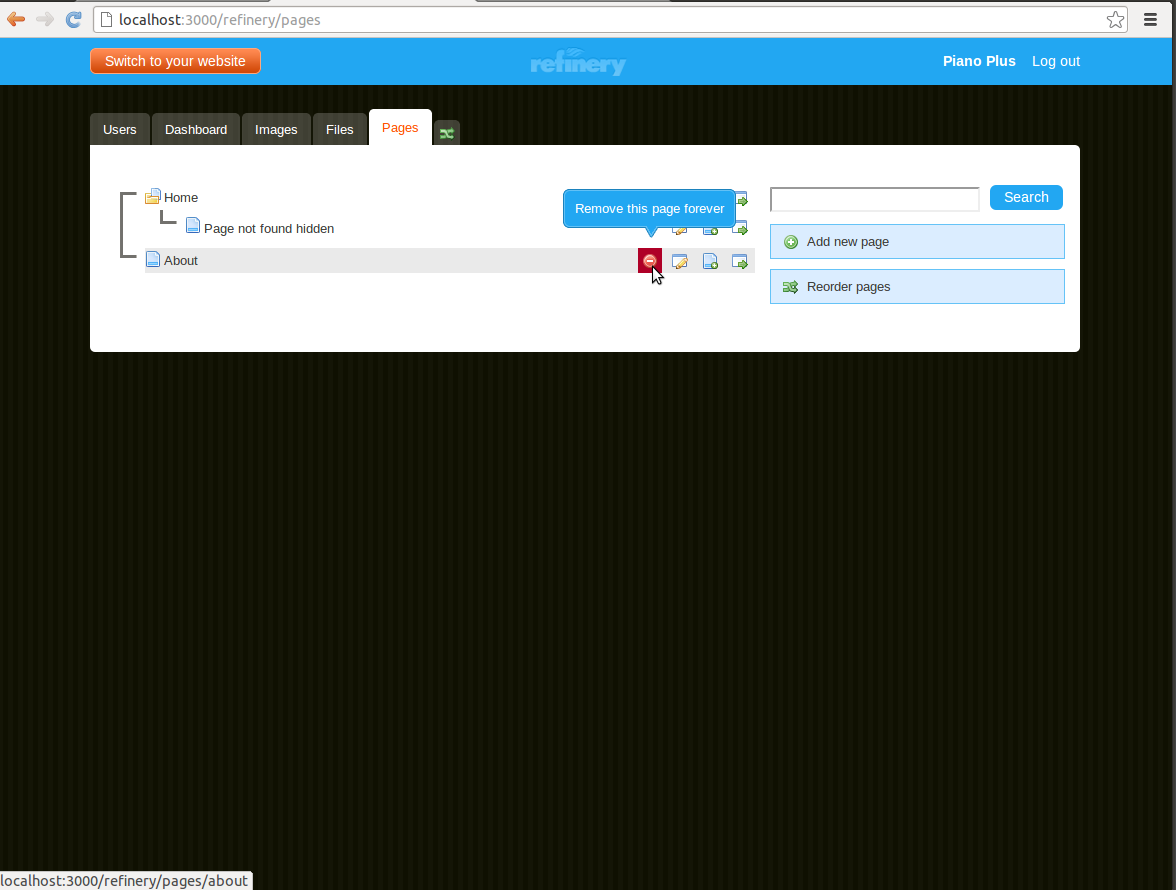 localhost:3000/refinery/pages
Switch to your website
refinery
Piano Plus Log out
Users Dashboard Images Files Pages
Home
Remove this page forever
Search
Page not found hidden
Add new page
About
Reorder pages
localhost:3000/refinery/pages/about